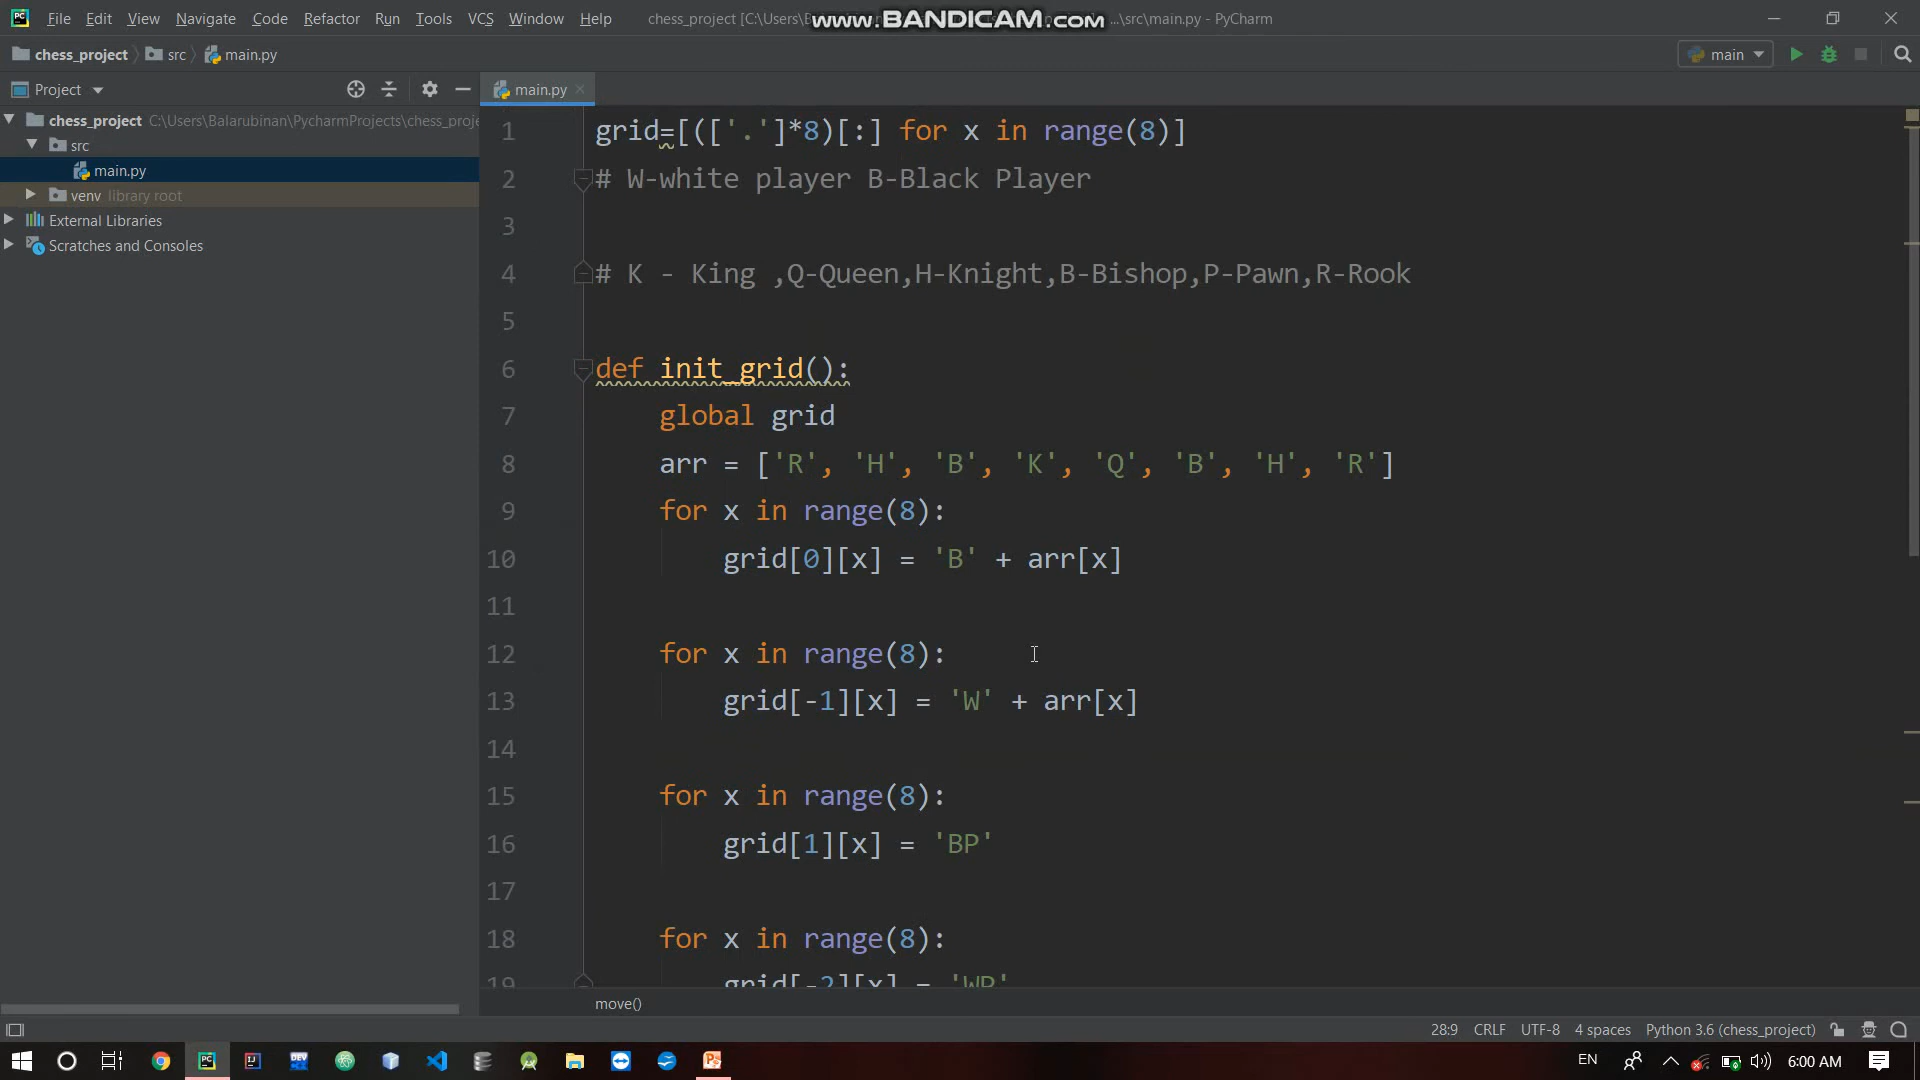 File Edit View Navigate Code Refactor Run Tools VCS Window Help chess_project [C:\Users\B ...\src\main.py - PyCharm
www.BANDICAM.com
chess_project src main.py
main
Project
main.py
chess_project C:\Users\Balarubinan\PycharmProjects\chess_proje
src
main.py
venv library root
External Libraries
Scratches and Consoles
1 grid=[(['.']*8)[:] for x in range(8)]
2 # W-white player B-Black Player
3
4 # K - King ,Q-Queen,H-Knight,B-Bishop,P-Pawn,R-Rook
5
6 def init_grid():
7 global grid
8 arr = ['R', 'H', 'B', 'K', 'Q', 'B', 'H', 'R']
9 for x in range(8):
10 grid[0][x] = 'B' + arr[x]
11
12 for x in range(8):
13 grid[-1][x] = 'W' + arr[x]
14
15 for x in range(8):
16 grid[1][x] = 'BP'
17
18 for x in range(8):
19 grid[-2][x] = 'WP'
move()
28:9 CRLF UTF-8 4 spaces Python 3.6 (chess_project)
EN 6:00 AM